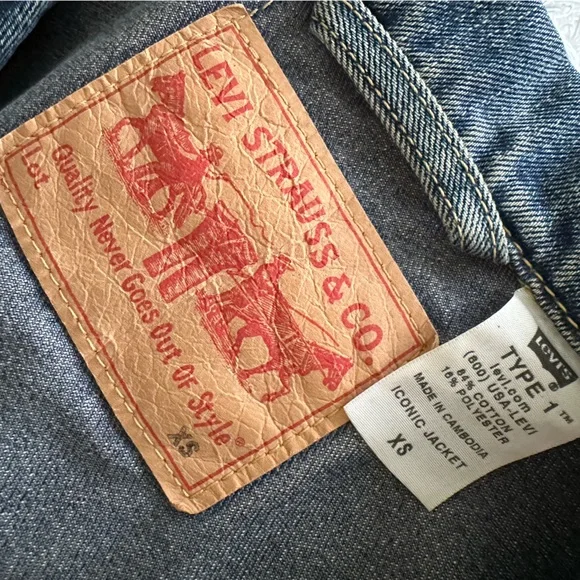 LEVI STRAUSS & CO.
Quality Never Goes Out Of Style®
Lot
XS
LEVI'S
TYPE 1™
levi.com
(800) USA-LEVI
84% COTTON
16% POLYESTER
MADE IN CAMBODIA
ICONIC JACKET
XS